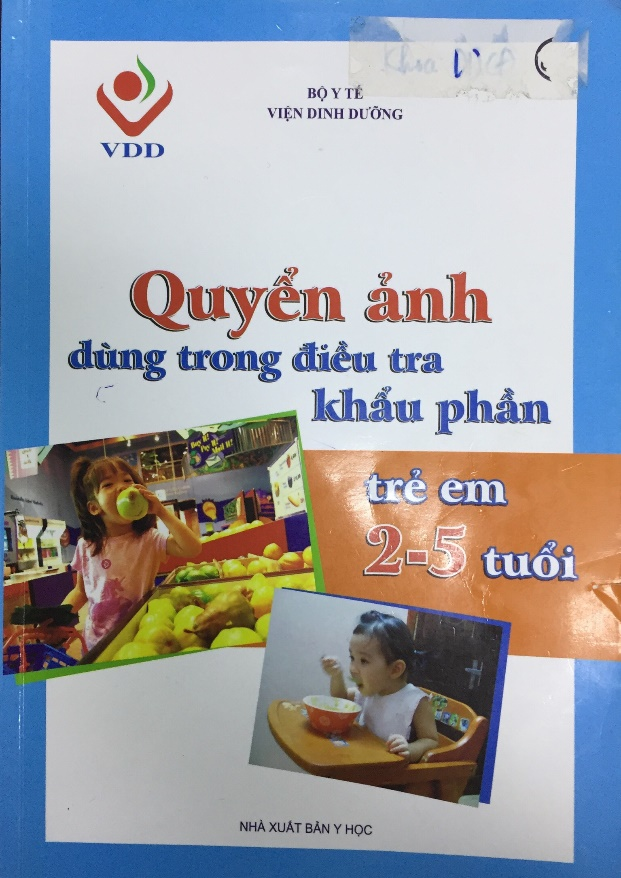 Khoa
BỘ Y TẾ
VIỆN DINH DƯỠNG
VDD
Quyển ảnh
dùng trong điều tra
khẩu phần
trẻ em
2-5 tuổi
NHÀ XUẤT BẢN Y HỌC